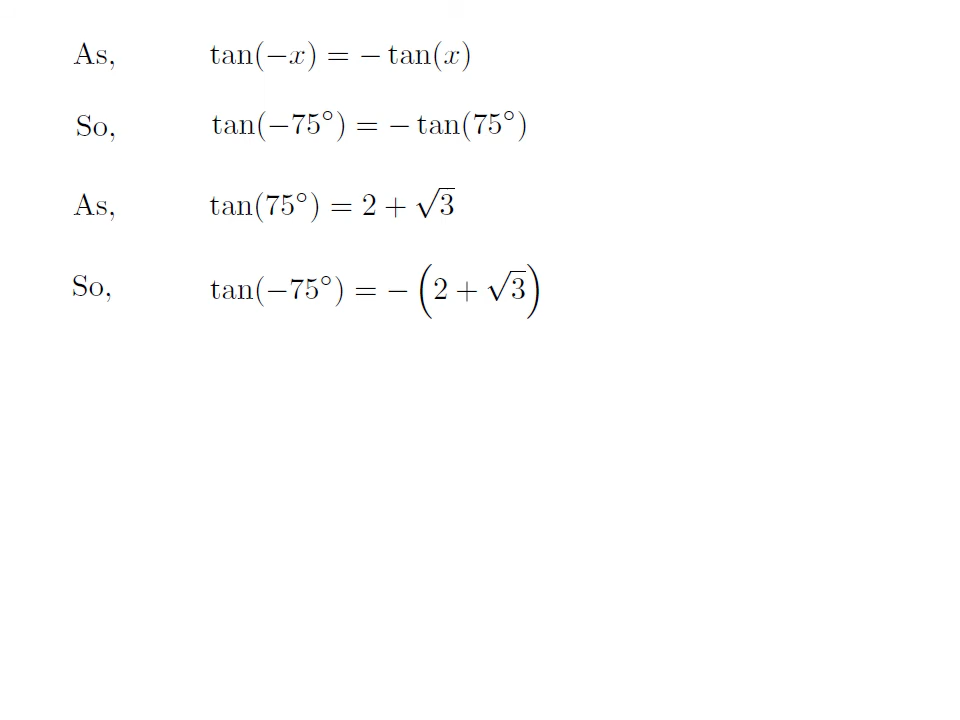 As, tan(−x) = − tan(x)
So, tan(−75°) = − tan(75°)
As, tan(75°) = 2 + √3
So, tan(−75°) = − (2 + √3)